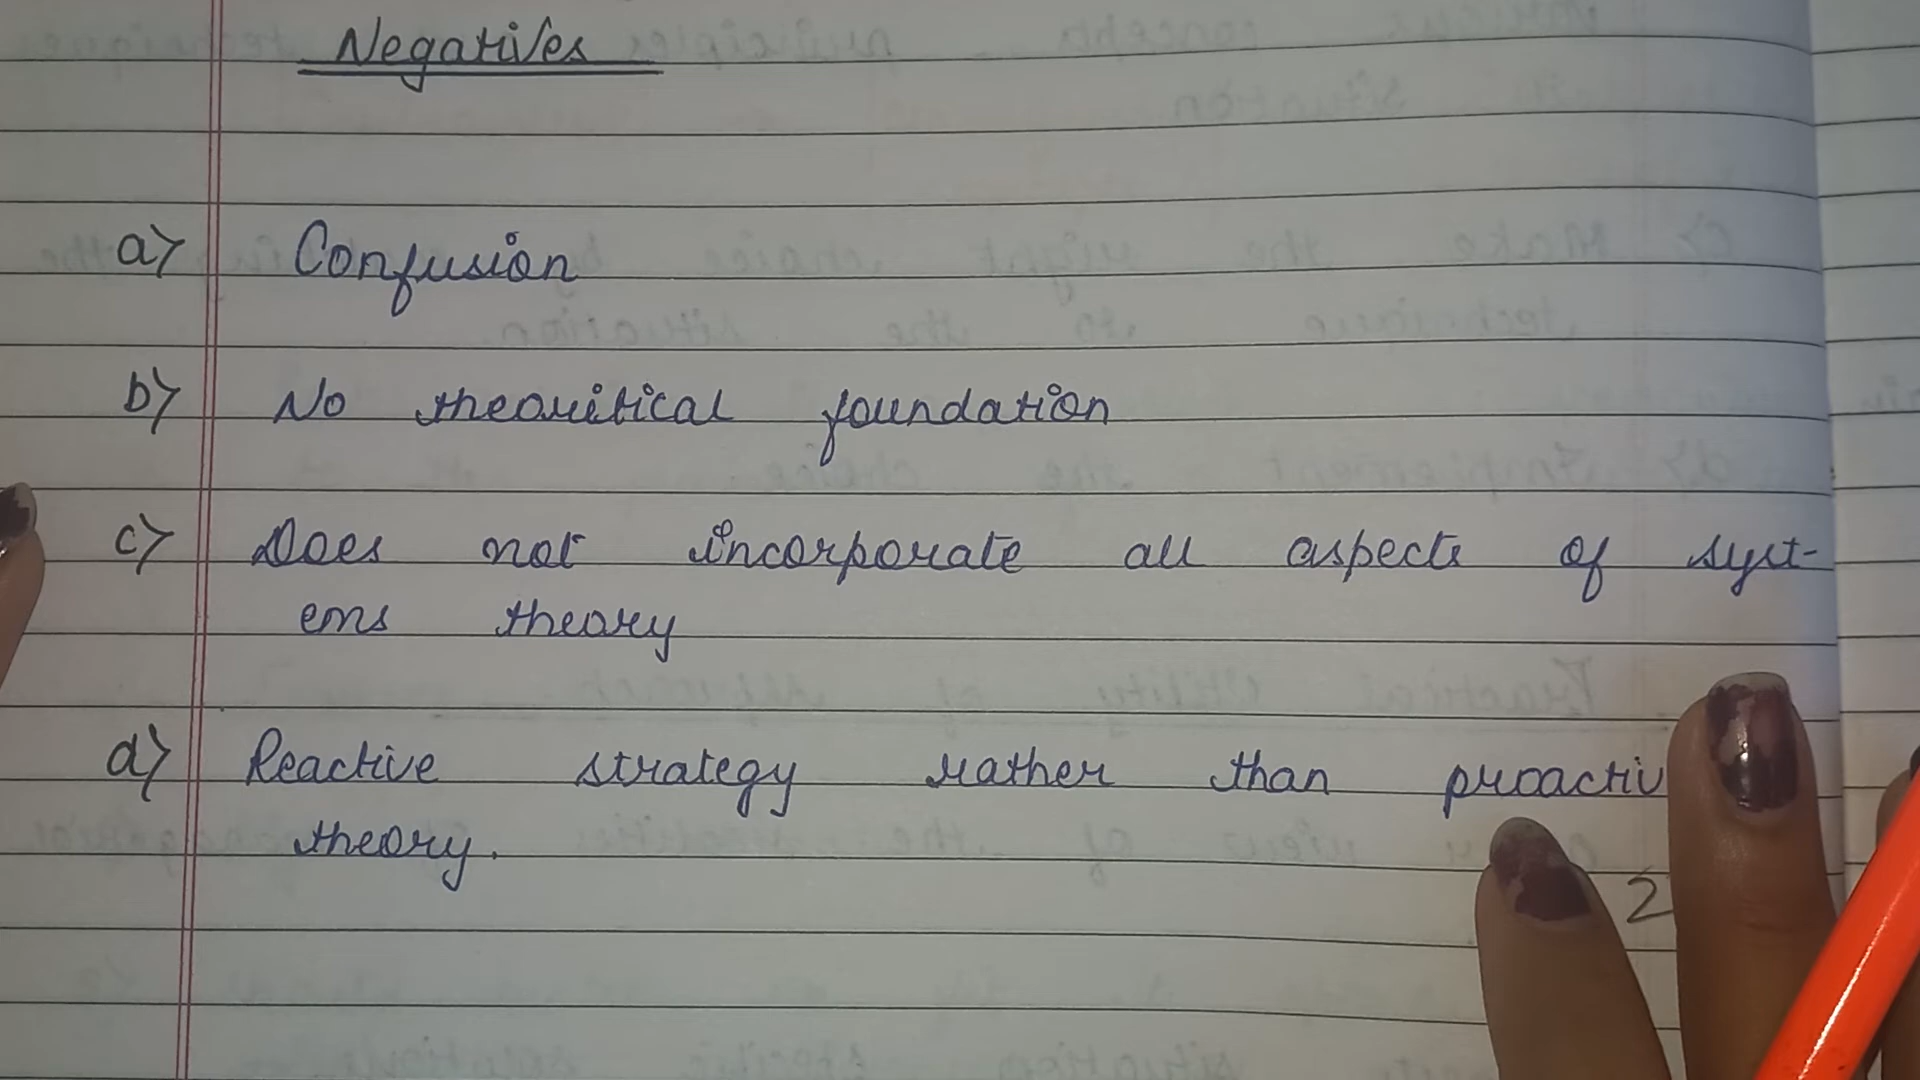 Negatives
a) Confusion
b) No theoritical foundation
c) Does not incorporate all aspects of syst-
ems theory
d) Reactive strategy rather than proactiv
theory.
2